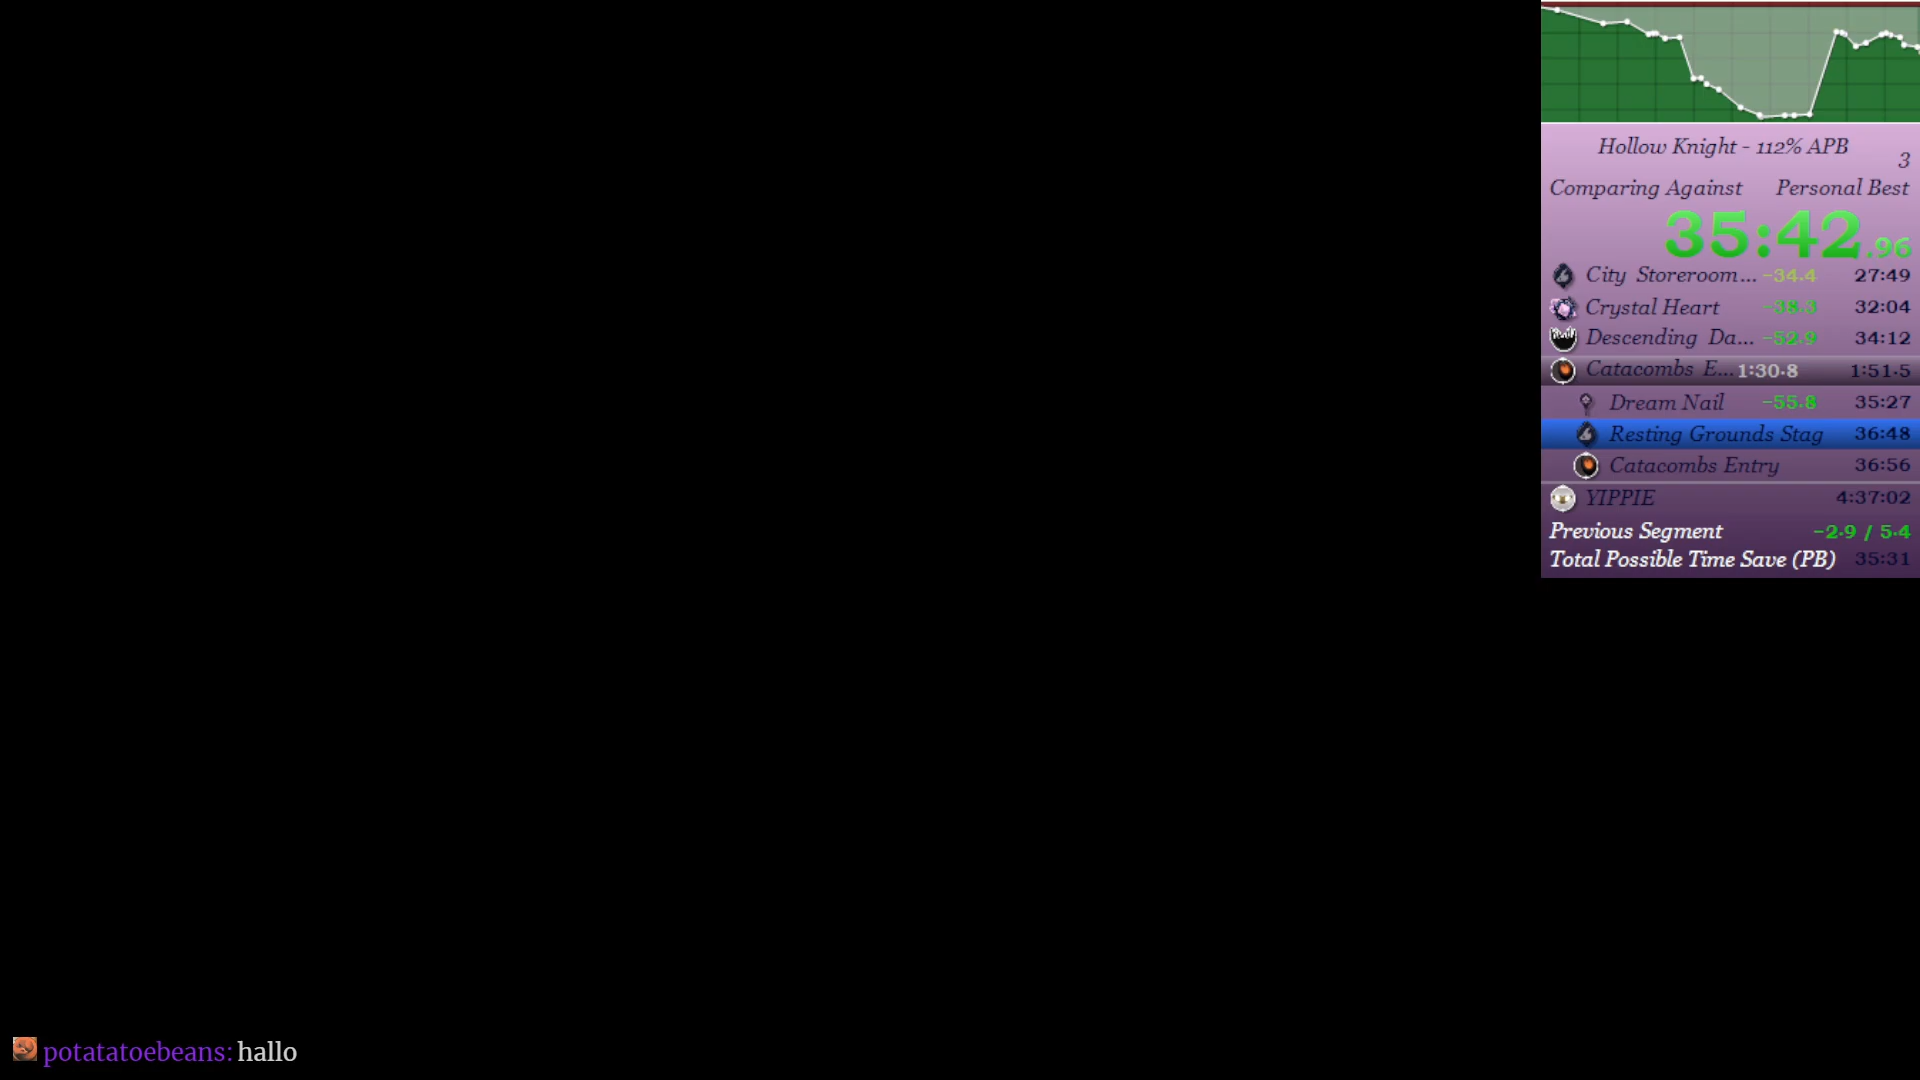 Hollow Knight - 112% APB
3
Comparing Against Personal Best
35:42.96
City Storeroom... -34.4 27:49
Crystal Heart -38.3 32:04
Descending Da... -52.9 34:12
Catacombs E... 1:30.8 1:51.5
Dream Nail -55.8 35:27
Resting Grounds Stag 36:48
Catacombs Entry 36:56
YIPPIE 4:37:02
Previous Segment -2.9 / 5.4
Total Possible Time Save (PB) 35:31
potatatoebeans: hallo